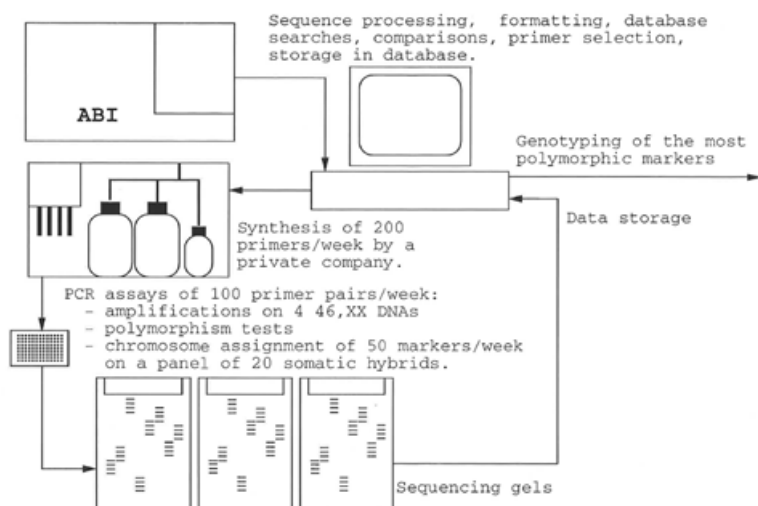 Sequence processing, formatting, database
searches, comparisons, primer selection,
storage in database.
ABI
Genotyping of the most
polymorphic markers
Data storage
Synthesis of 200
primers/week by a
private company.
PCR assays of 100 primer pairs/week:
- amplifications on 4 46,XX DNAs
- polymorphism tests
- chromosome assignment of 50 markers/week
on a panel of 20 somatic hybrids.
Sequencing gels